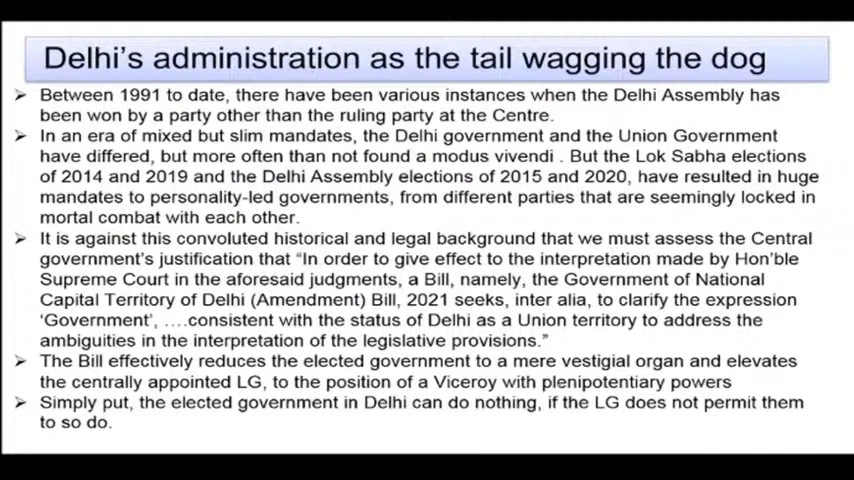 Delhi's administration as the tail wagging the dog
➢ Between 1991 to date, there have been various instances when the Delhi Assembly has
been won by a party other than the ruling party at the Centre.
➢ In an era of mixed but slim mandates, the Delhi government and the Union Government
have differed, but more often than not found a modus vivendi . But the Lok Sabha elections
of 2014 and 2019 and the Delhi Assembly elections of 2015 and 2020, have resulted in huge
mandates to personality-led governments, from different parties that are seemingly locked in
mortal combat with each other.
➢ It is against this convoluted historical and legal background that we must assess the Central
government's justification that “In order to give effect to the interpretation made by Hon'ble
Supreme Court in the aforesaid judgments, a Bill, namely, the Government of National
Capital Territory of Delhi (Amendment) Bill, 2021 seeks, inter alia, to clarify the expression
‘Government’, ….consistent with the status of Delhi as a Union territory to address the
ambiguities in the interpretation of the legislative provisions.”
➢ The Bill effectively reduces the elected government to a mere vestigial organ and elevates
the centrally appointed LG, to the position of a Viceroy with plenipotentiary powers
➢ Simply put, the elected government in Delhi can do nothing, if the LG does not permit them
to so do.